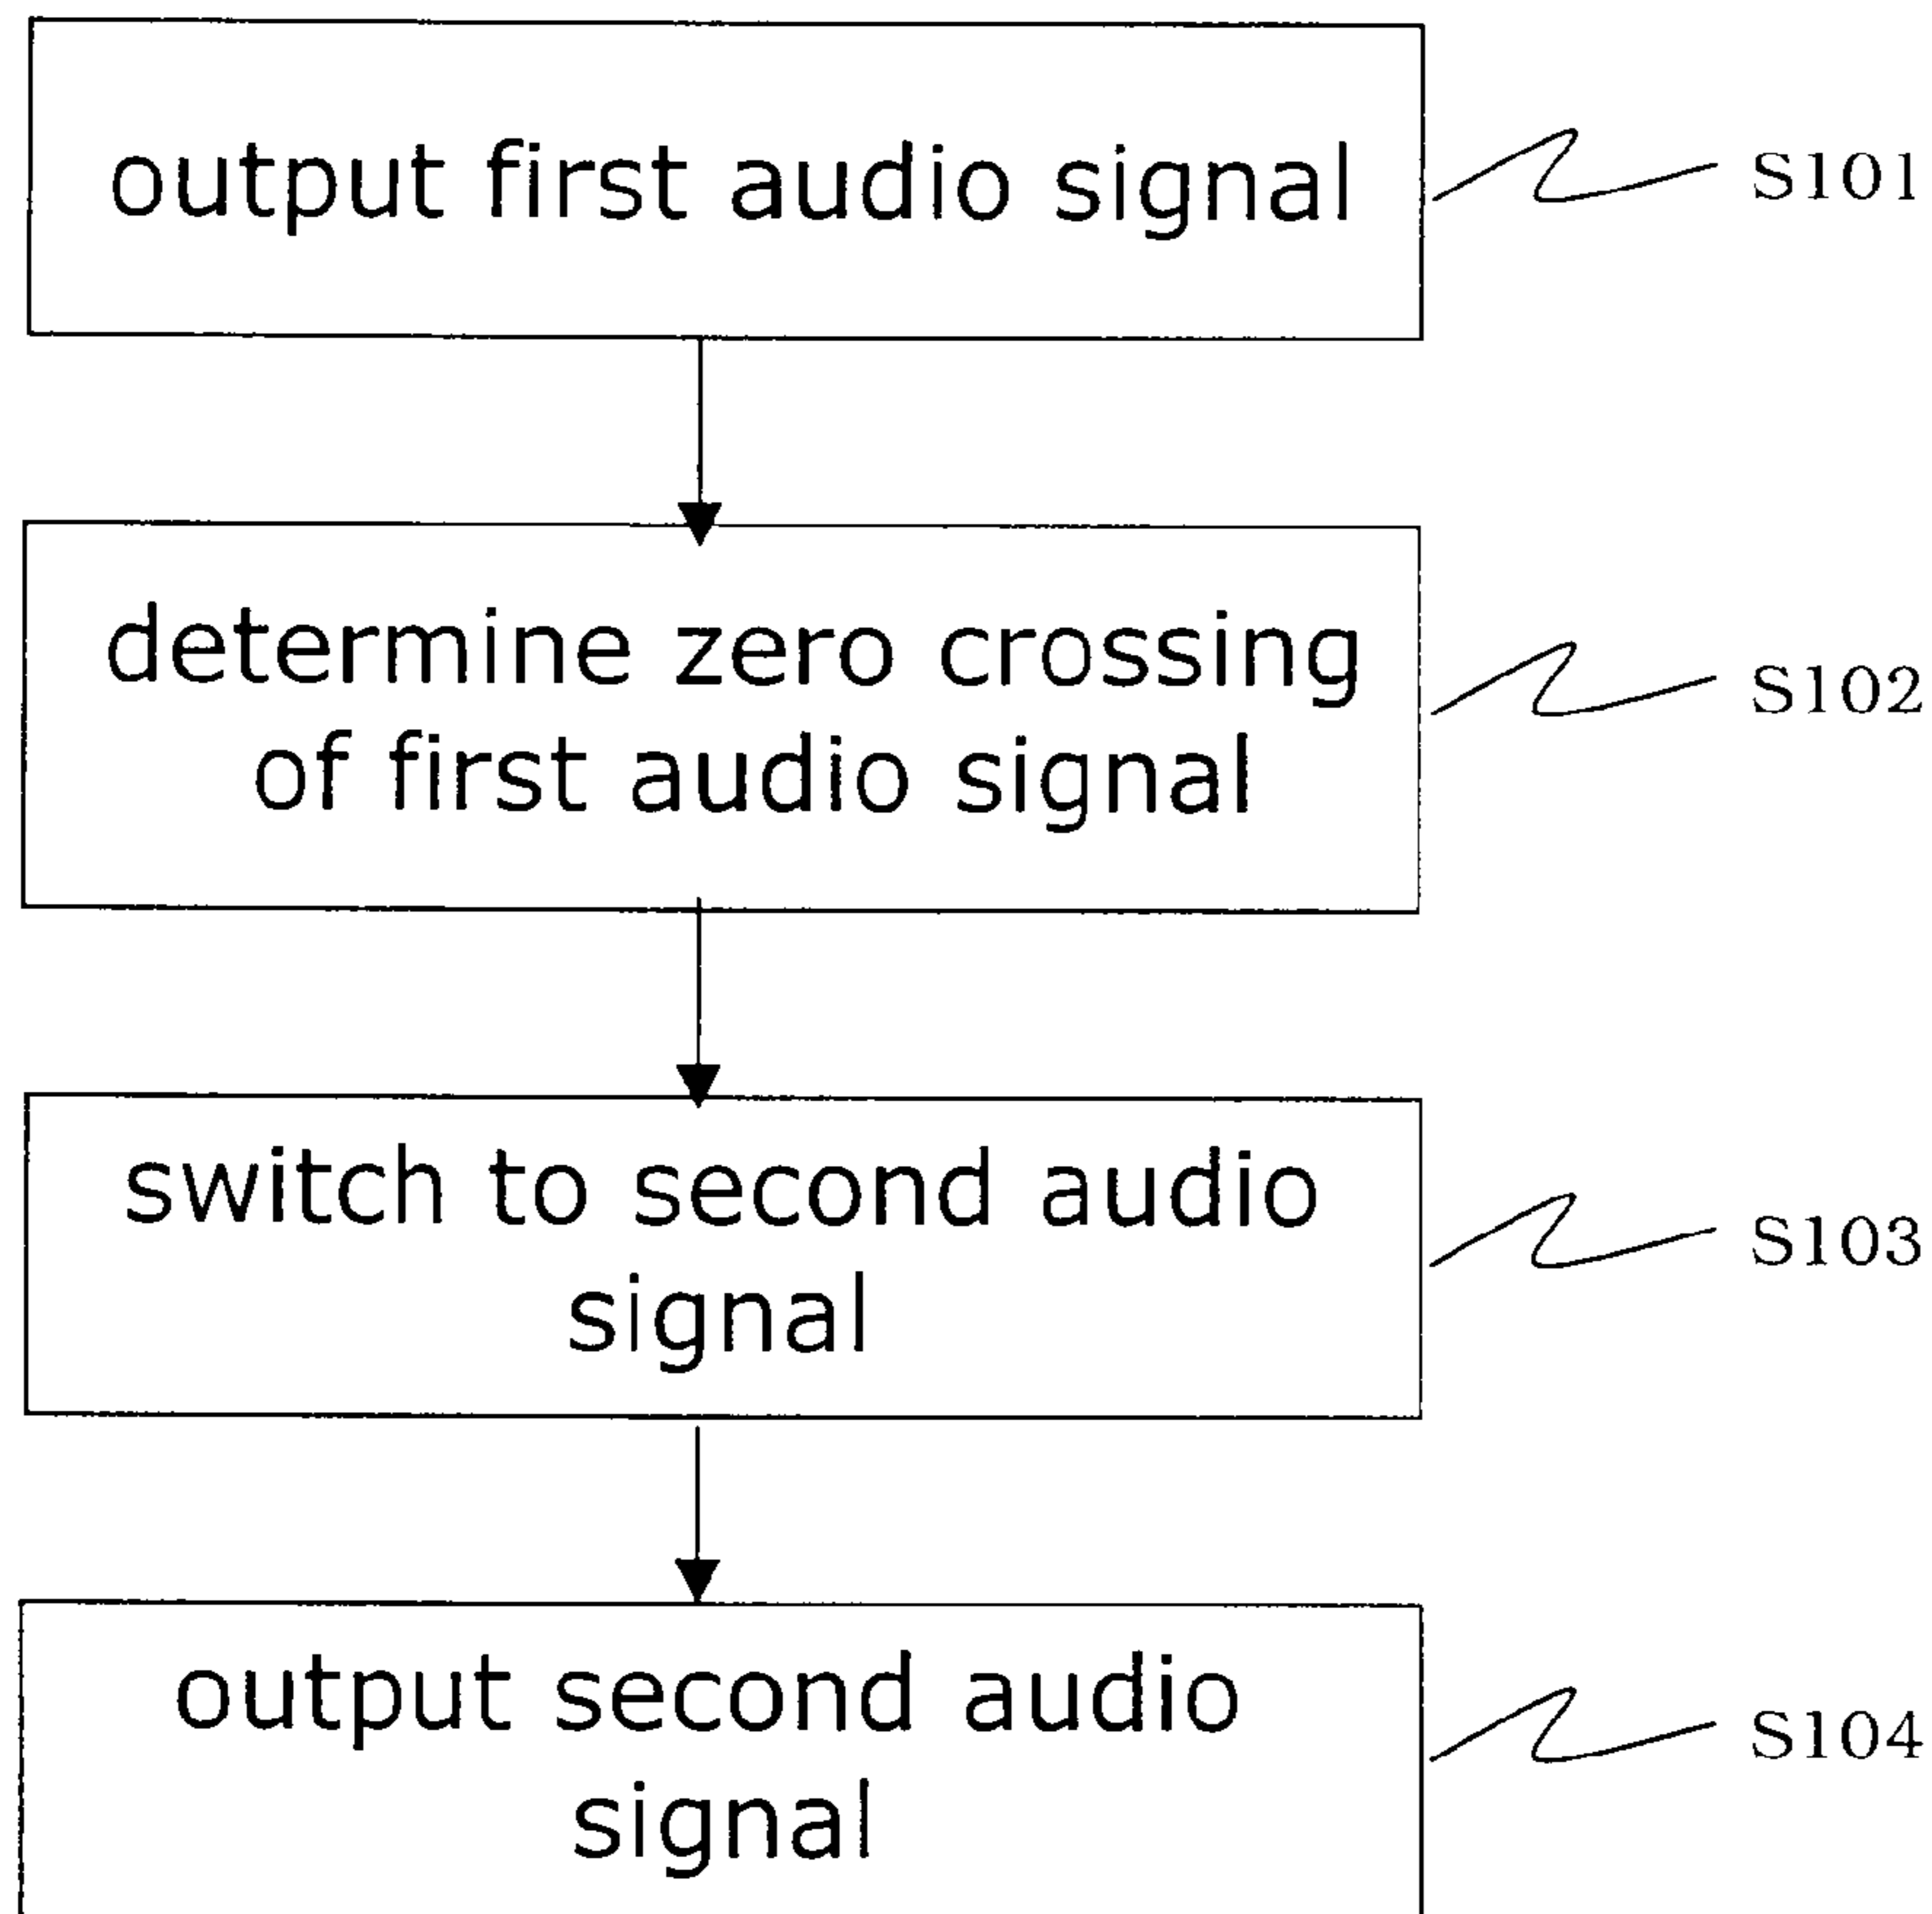 output first audio signal
S101
determine zero crossing
of first audio signal
S102
switch to second audio
signal
S103
output second audio
signal
S104